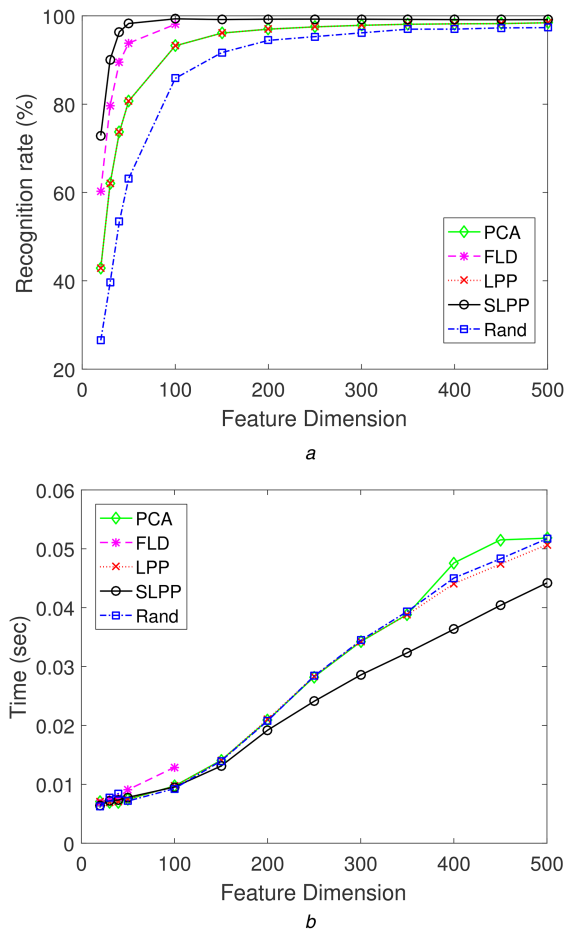 100
80
60
40
20
Recognition rate (%)
PCA
FLD
LPP
SLPP
Rand
0 100 200 300 400 500
Feature Dimension
a
0.06
0.05
0.04
0.03
0.02
0.01
0
Time (sec)
PCA
FLD
LPP
SLPP
Rand
0 100 200 300 400 500
Feature Dimension
b